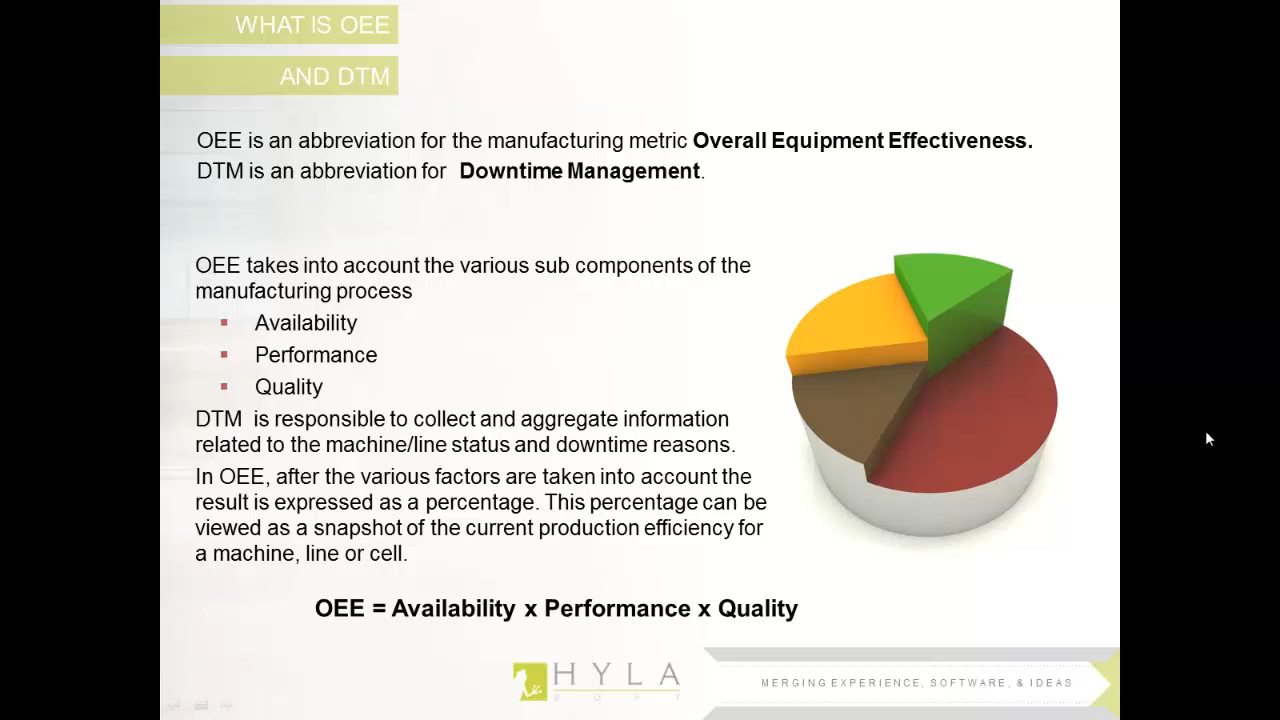 WHAT IS OEE
AND DTM
OEE is an abbreviation for the manufacturing metric Overall Equipment Effectiveness.
DTM is an abbreviation for Downtime Management.
OEE takes into account the various sub components of the
manufacturing process
▪ Availability
▪ Performance
▪ Quality
DTM is responsible to collect and aggregate information
related to the machine/line status and downtime reasons.
In OEE, after the various factors are taken into account the
result is expressed as a percentage. This percentage can be
viewed as a snapshot of the current production efficiency for
a machine, line or cell.
OEE = Availability x Performance x Quality
HYLA
SOFT
MERGING EXPERIENCE, SOFTWARE, & IDEAS